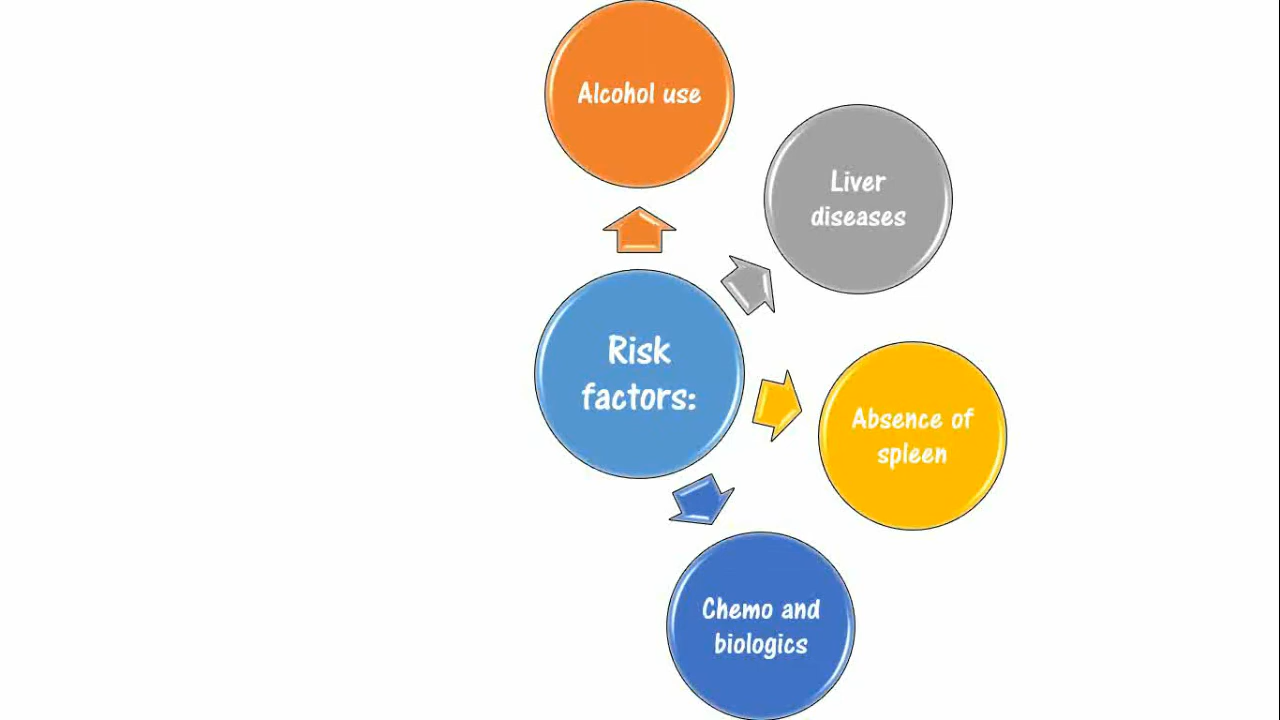 Alcohol use
Liver
diseases
Risk
factors:
Absence of
spleen
Chemo and
biologics